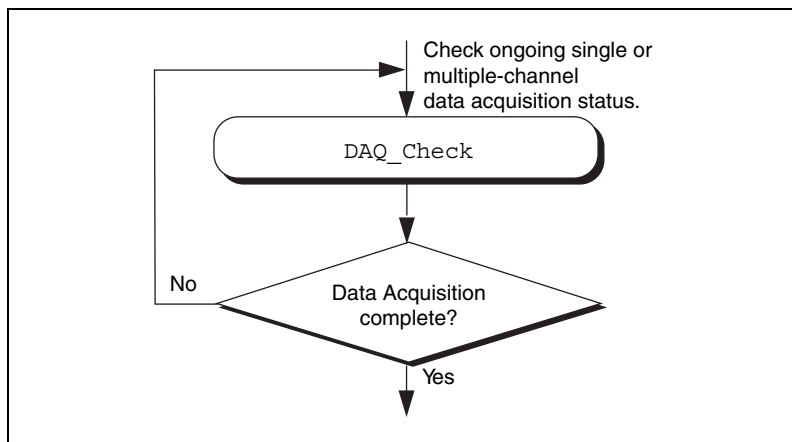 Check ongoing single or
multiple-channel
data acquisition status.
DAQ_Check
No
Data Acquisition
complete?
Yes